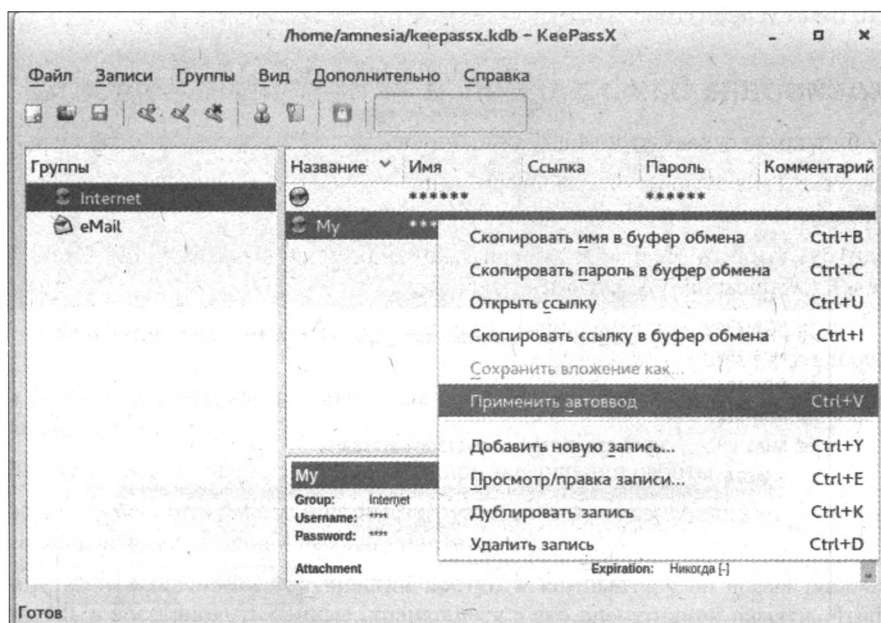 /home/amnesia/keepassx.kdb – KeePassX
Файл Записи Группы Вид Дополнительно Справка
Группы
Internet
eMail
Название Имя Ссылка Пароль Комментарий
****** ******
My ***
Скопировать имя в буфер обмена Ctrl+B
Скопировать пароль в буфер обмена Ctrl+C
Открыть ссылку Ctrl+U
Скопировать ссылку в буфер обмена Ctrl+I
Сохранить вложение как...
Применить автоввод Ctrl+V
Добавить новую запись... Ctrl+Y
Просмотр/правка записи... Ctrl+E
Дублировать запись Ctrl+K
Удалить запись Ctrl+D
My
Group: Internet
Username:
Password: ****
Attachment Expiration: Никогда [-]
Готов